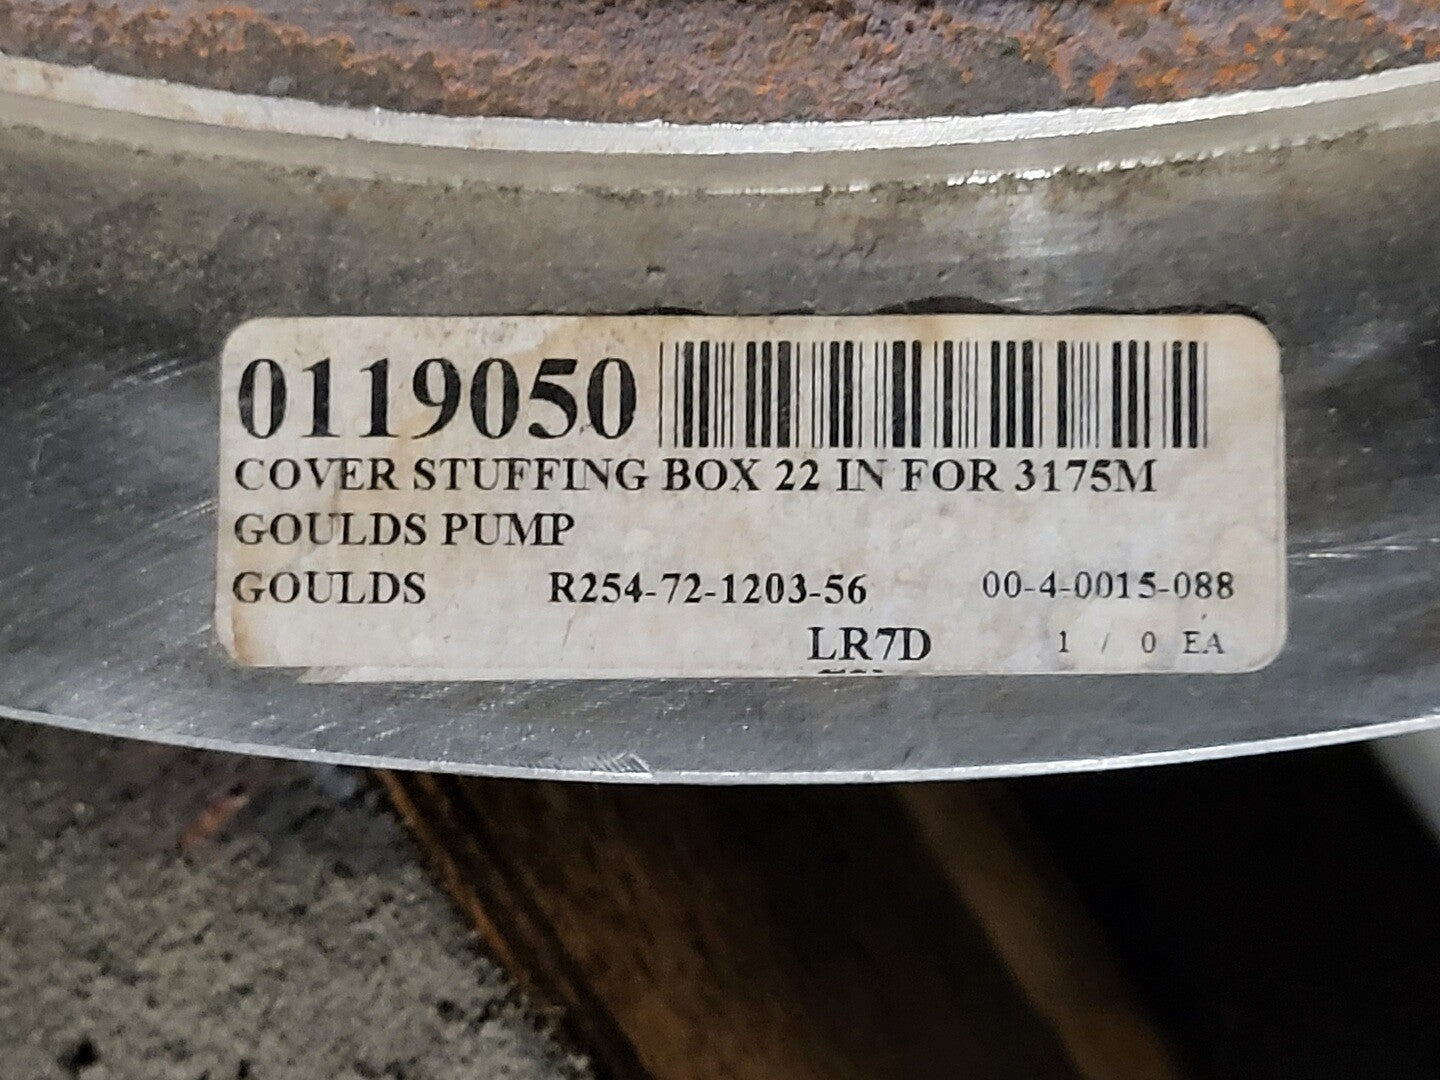 0119050
COVER STUFFING BOX 22 IN FOR 3175M
GOULDS PUMP
GOULDS R254-72-1203-56 00-4-0015-088
LR7D 1 / 0 EA